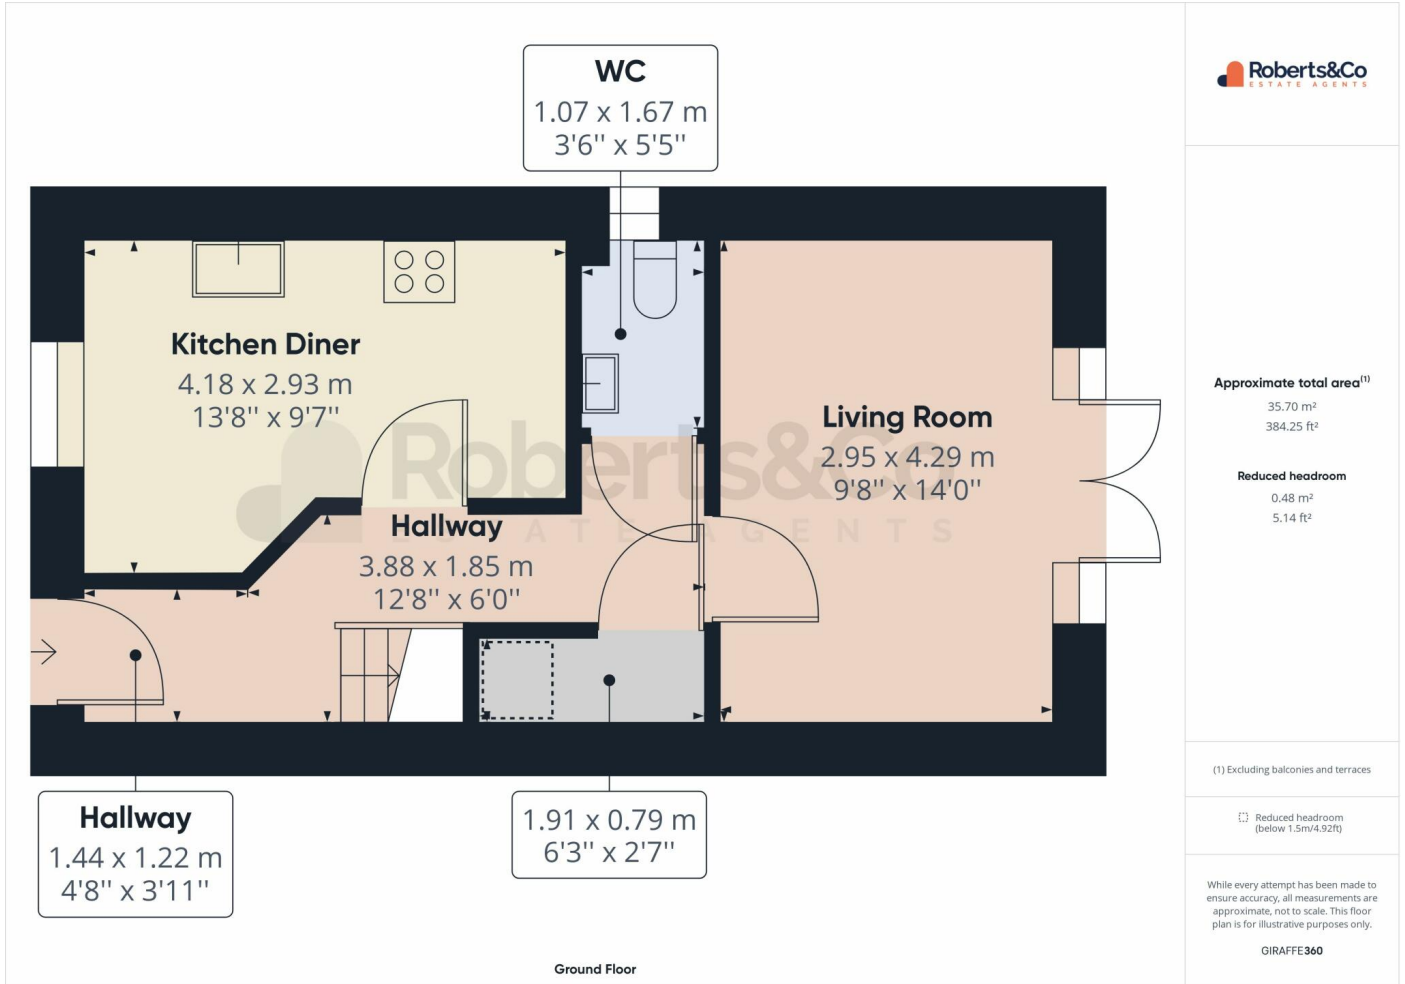 WC
1.07 x 1.67 m
3'6'' x 5'5''
Kitchen Diner
4.18 x 2.93 m
13'8'' x 9'7''
Living Room
2.95 x 4.29 m
9'8'' x 14'0''
Roberts&Co
ESTATE AGENTS
Hallway
3.88 x 1.85 m
12'8'' x 6'0''
Hallway
1.44 x 1.22 m
4'8'' x 3'11''
1.91 x 0.79 m
6'3'' x 2'7''
Ground Floor
Roberts&Co
ESTATE AGENTS
Approximate total area(1)
35.70 m²
384.25 ft²
Reduced headroom
0.48 m²
5.14 ft²
(1) Excluding balconies and terraces
Reduced headroom
(below 1.5m/4.92ft)
While every attempt has been made to
ensure accuracy, all measurements are
approximate, not to scale. This floor
plan is for illustrative purposes only.
GIRAFFE360